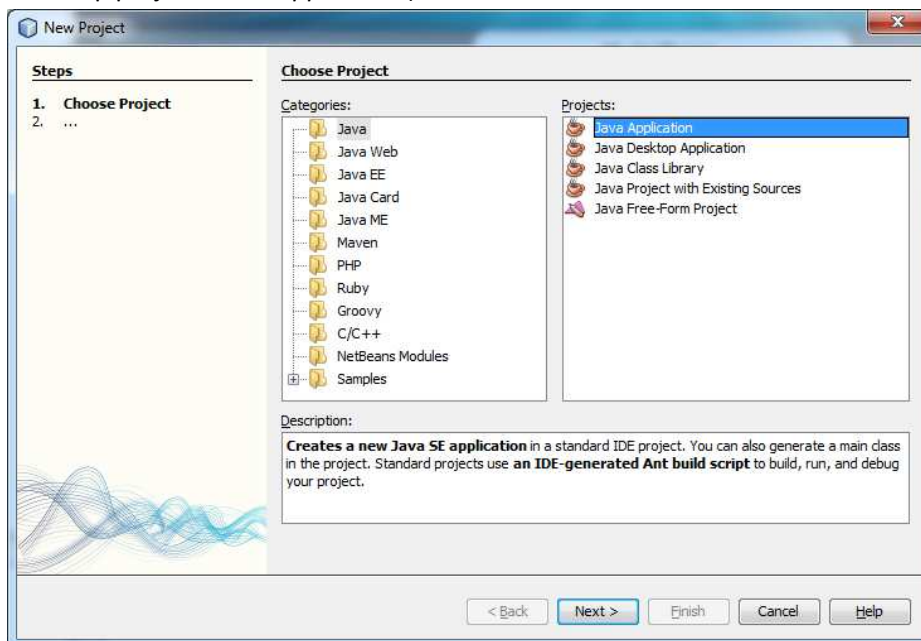 New Project
Steps
1. Choose Project
2. ...
Choose Project
Categories:
Java
Java Web
Java EE
Java Card
Java ME
Maven
PHP
Ruby
Groovy
C/C++
NetBeans Modules
Samples
Projects:
Java Application
Java Desktop Application
Java Class Library
Java Project with Existing Sources
Java Free-Form Project
Description:
Creates a new Java SE application in a standard IDE project. You can also generate a main class
in the project. Standard projects use an IDE-generated Ant build script to build, run, and debug
your project.
< Back
Next >
Finish
Cancel
Help